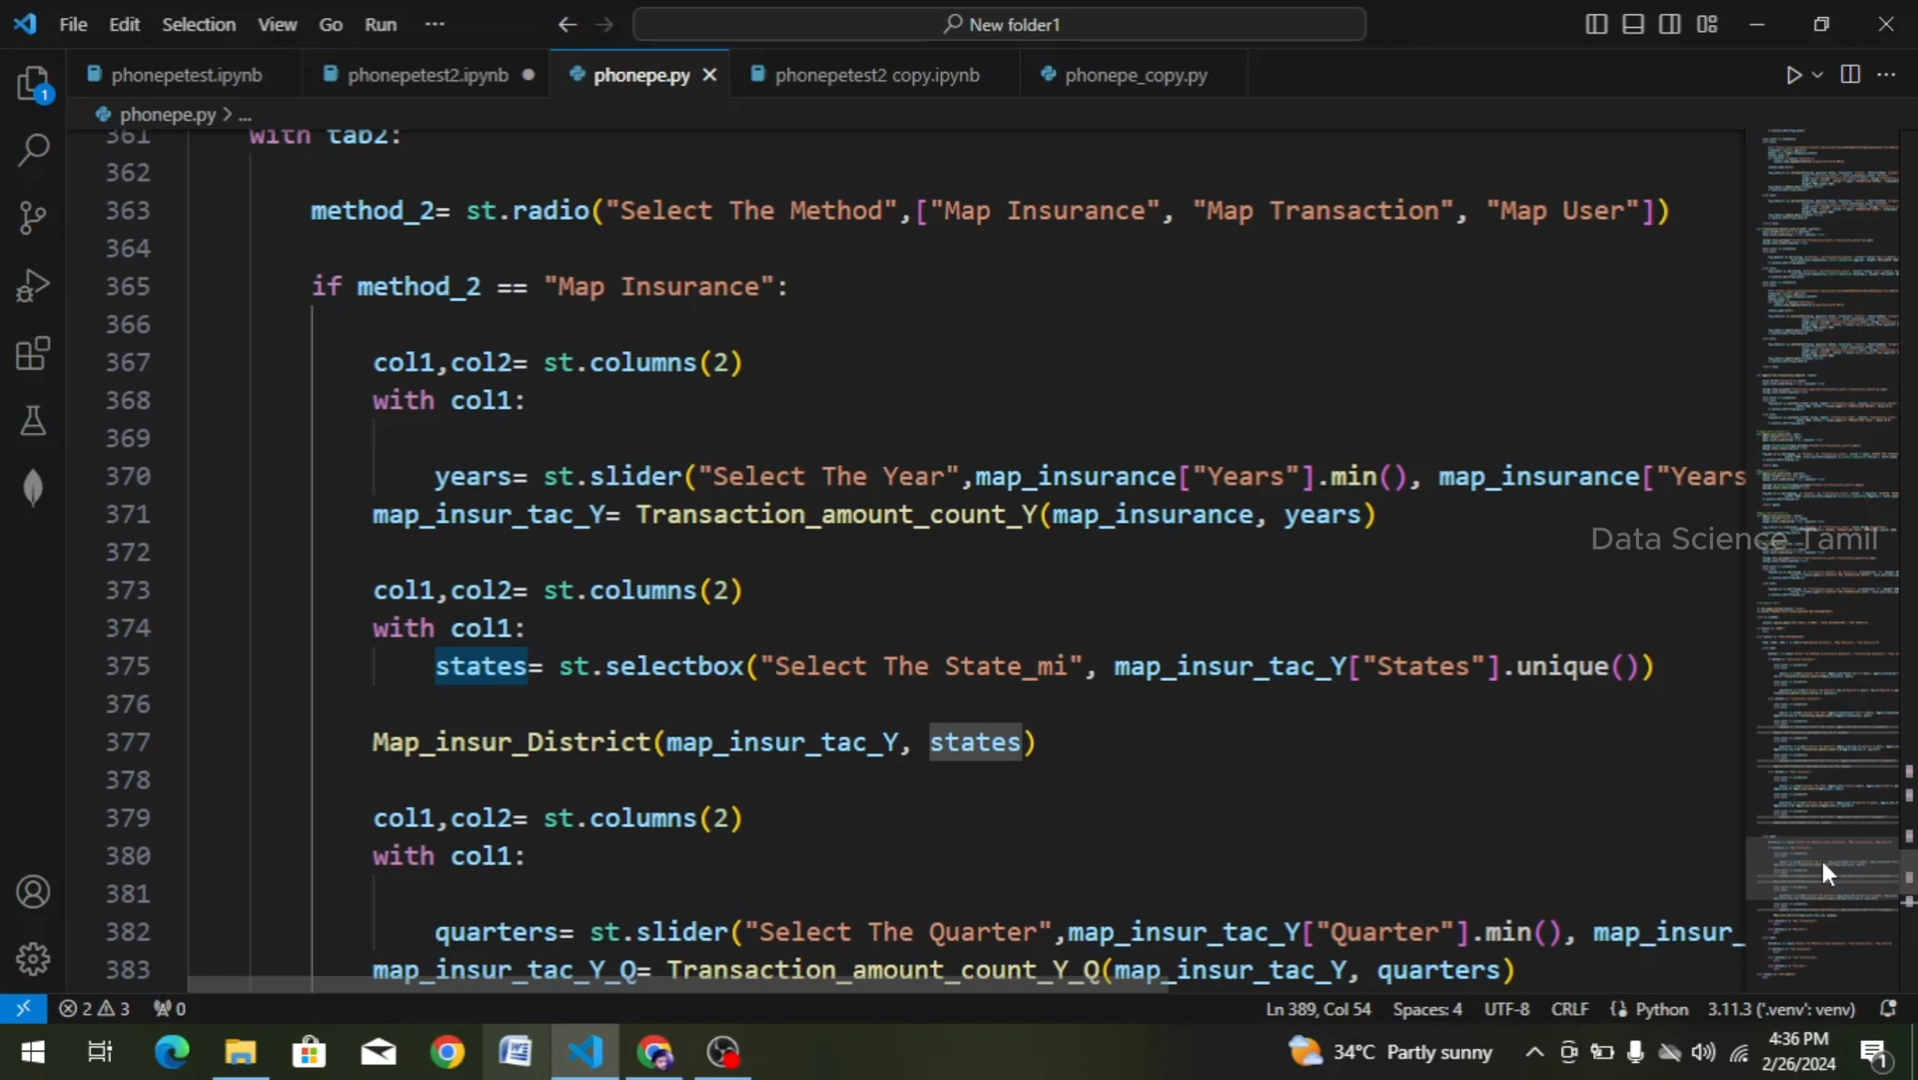 File Edit Selection View Go Run ··· New folder1
phonepetest.ipynb phonepetest2.ipynb phonepe.py phonepetest2 copy.ipynb phonepe_copy.py
phonepe.py > ...
361 with tab2:
362
363 method_2= st.radio("Select The Method",["Map Insurance", "Map Transaction", "Map User"])
364
365 if method_2 == "Map Insurance":
366
367 col1,col2= st.columns(2)
368 with col1:
369
370 years= st.slider("Select The Year",map_insurance["Years"].min(), map_insurance["Years
371 map_insur_tac_Y= Transaction_amount_count_Y(map_insurance, years)
Data Science Tamil
372
373 col1,col2= st.columns(2)
374 with col1:
375 states= st.selectbox("Select The State_mi", map_insur_tac_Y["States"].unique())
376
377 Map_insur_District(map_insur_tac_Y, states)
378
379 col1,col2= st.columns(2)
380 with col1:
381
382 quarters= st.slider("Select The Quarter",map_insur_tac_Y["Quarter"].min(), map_insur_
383 map_insur_tac_Y_Q= Transaction_amount_count_Y_Q(map_insur_tac_Y, quarters)
2 3 0 Ln 389, Col 54 Spaces: 4 UTF-8 CRLF {} Python 3.11.3 ('.venv': venv)
34°C Partly sunny 4:36 PM
2/26/2024
1
1